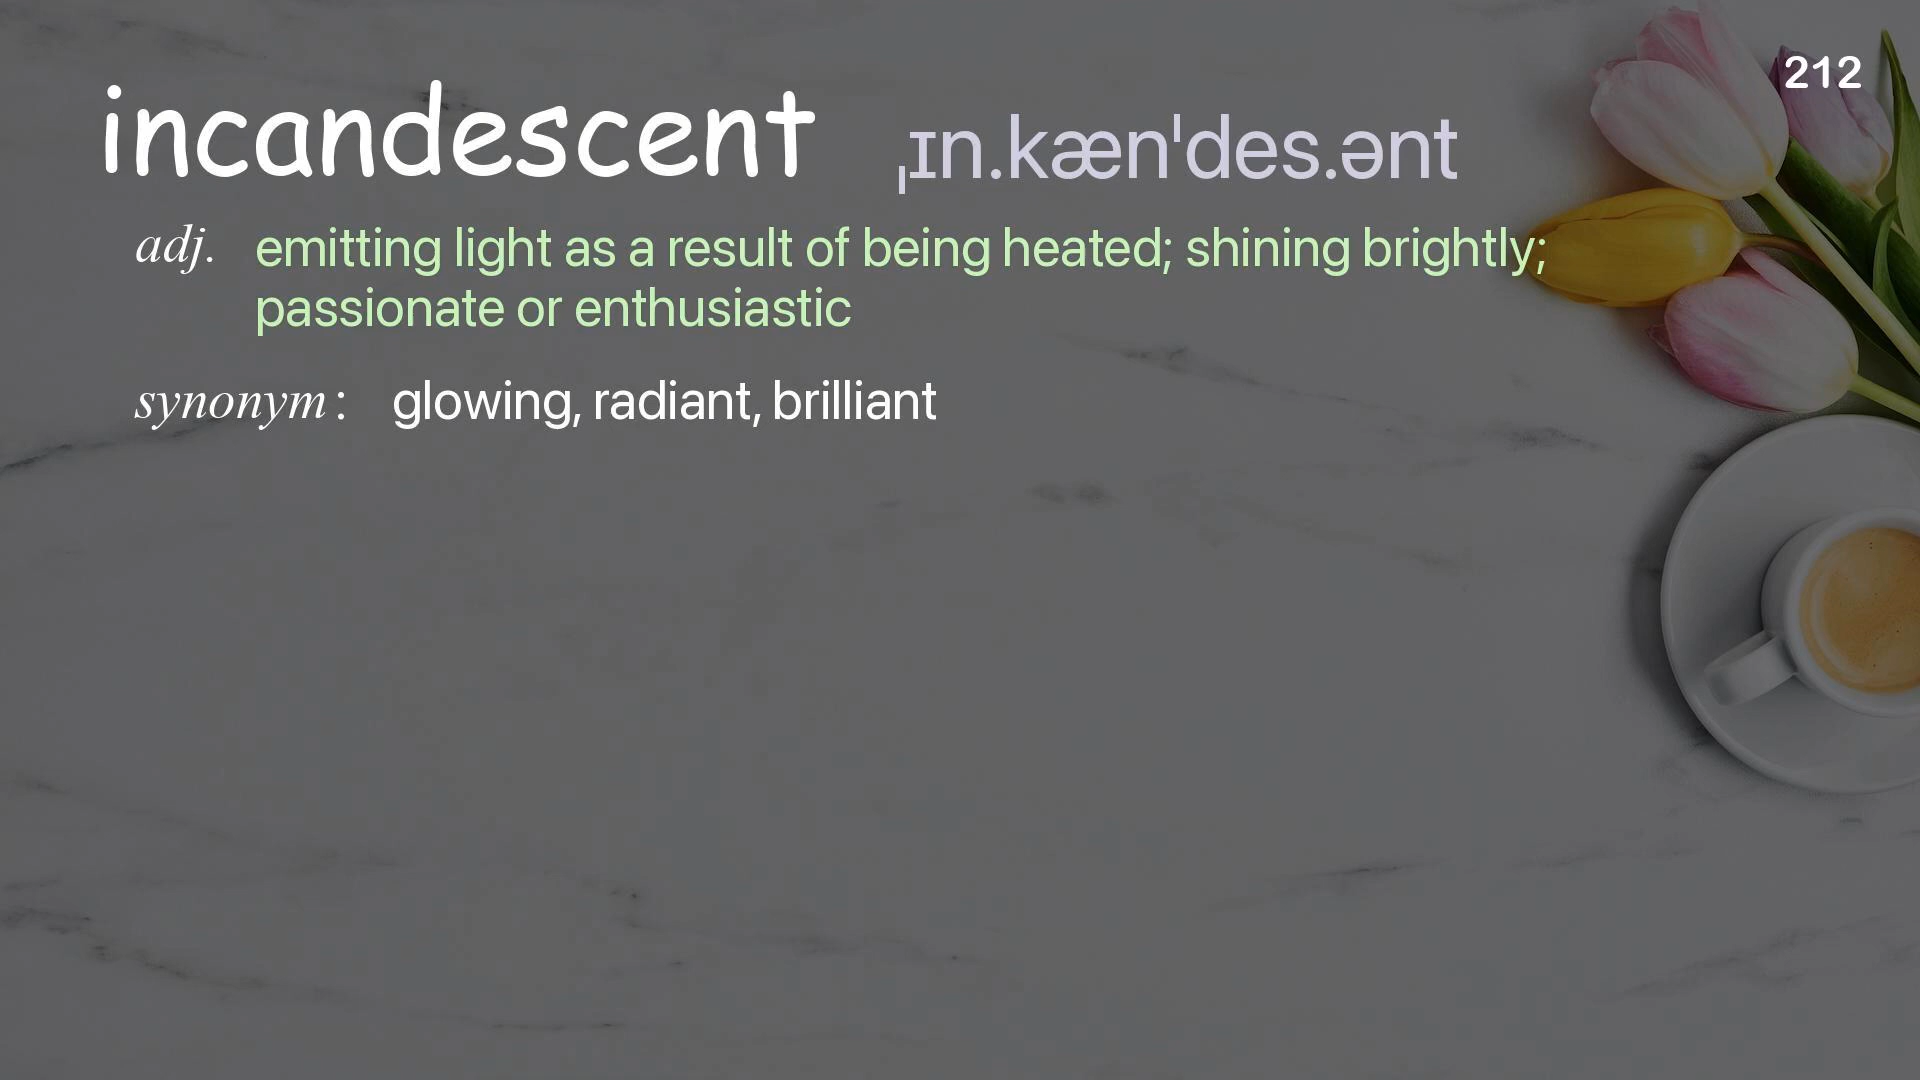 212
incandescent ˌɪn.kænˈdes.ənt
adj. emitting light as a result of being heated; shining brightly;
passionate or enthusiastic
synonym: glowing, radiant, brilliant